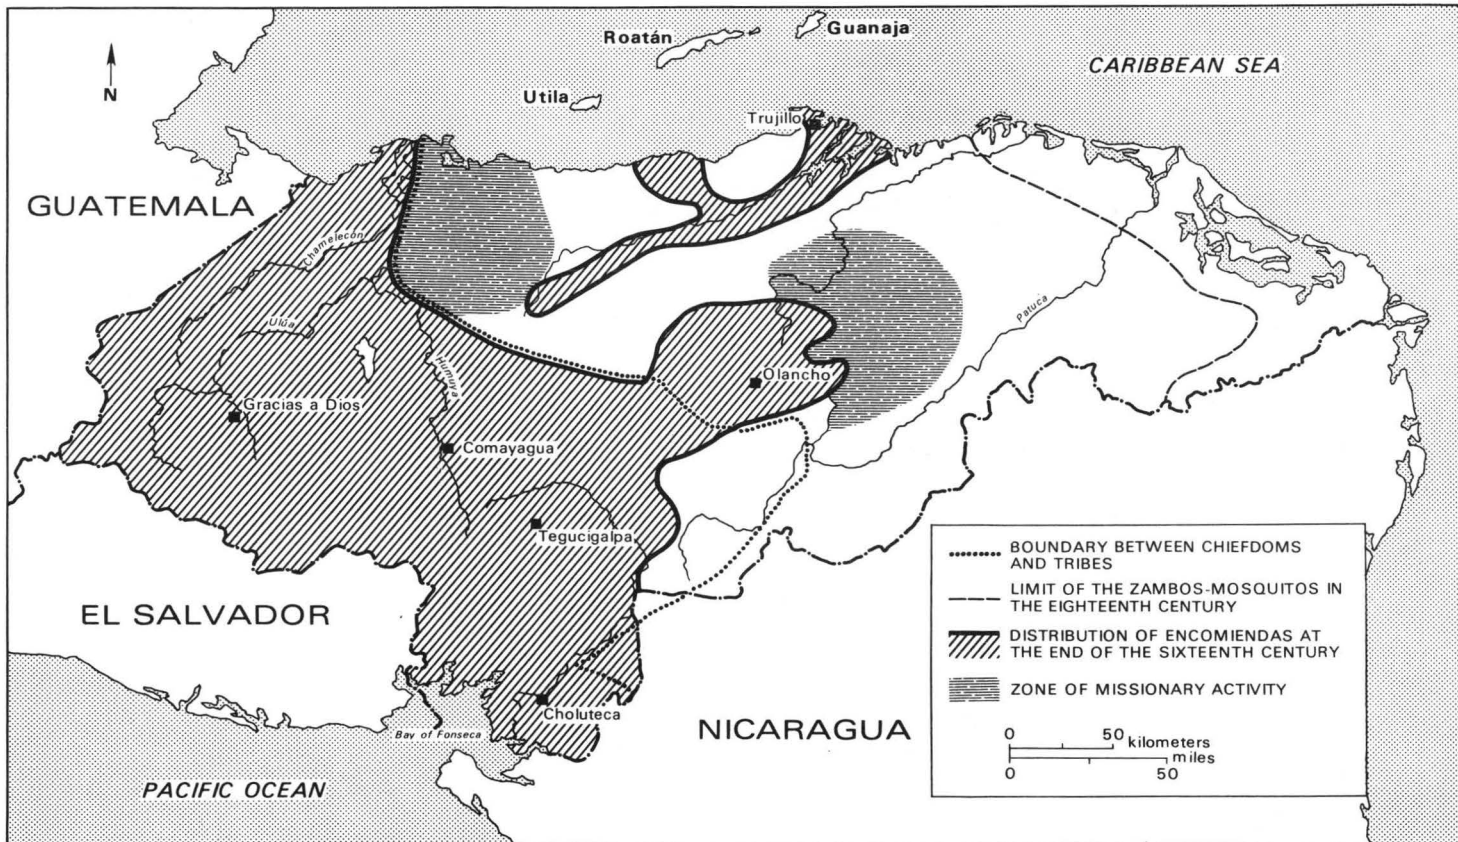 Roatán
Guanaja
CARIBBEAN SEA
N
Utila
Trujillo
GUATEMALA
Chamelecón
Ulúa
Humuya
Patuca
Olancho
Gracias a Dios
Comayagua
Tegucigalpa
EL SALVADOR
Choluteca
Bay of Fonseca
NICARAGUA
PACIFIC OCEAN
BOUNDARY BETWEEN CHIEFDOMS
AND TRIBES
LIMIT OF THE ZAMBOS-MOSQUITOS IN
THE EIGHTEENTH CENTURY
DISTRIBUTION OF ENCOMIENDAS AT
THE END OF THE SIXTEENTH CENTURY
ZONE OF MISSIONARY ACTIVITY
0 50 kilometers
miles
0 50